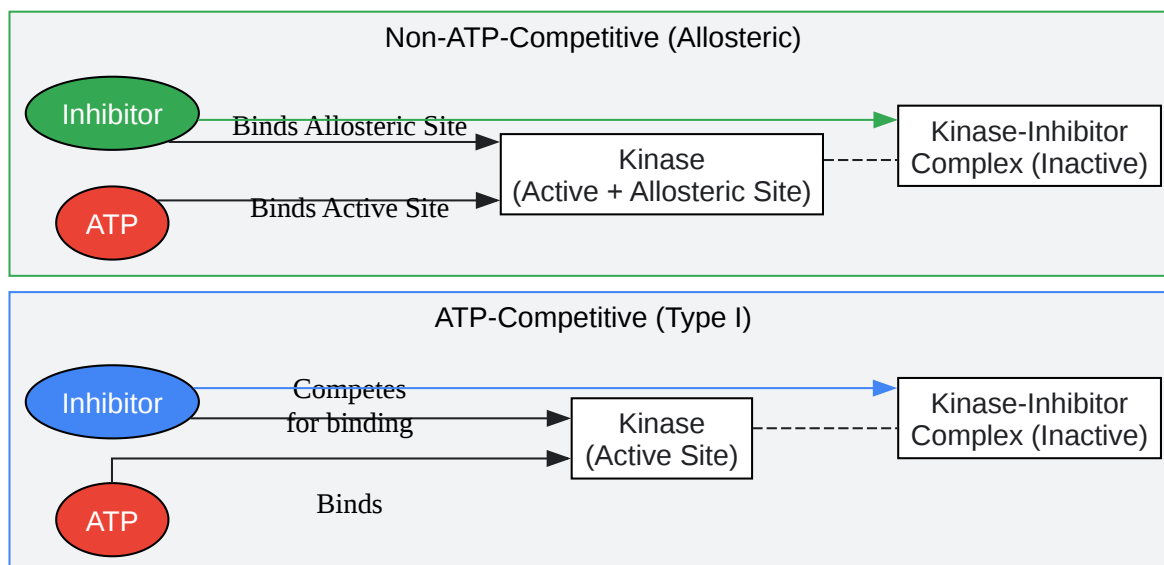 Non-ATP-Competitive (Allosteric)
Inhibitor
Binds Allosteric Site
Kinase-Inhibitor
Complex (Inactive)
Kinase
(Active + Allosteric Site)
ATP
Binds Active Site
ATP-Competitive (Type I)
Inhibitor
Competes
for binding
Kinase-Inhibitor
Complex (Inactive)
Kinase
(Active Site)
ATP
Binds